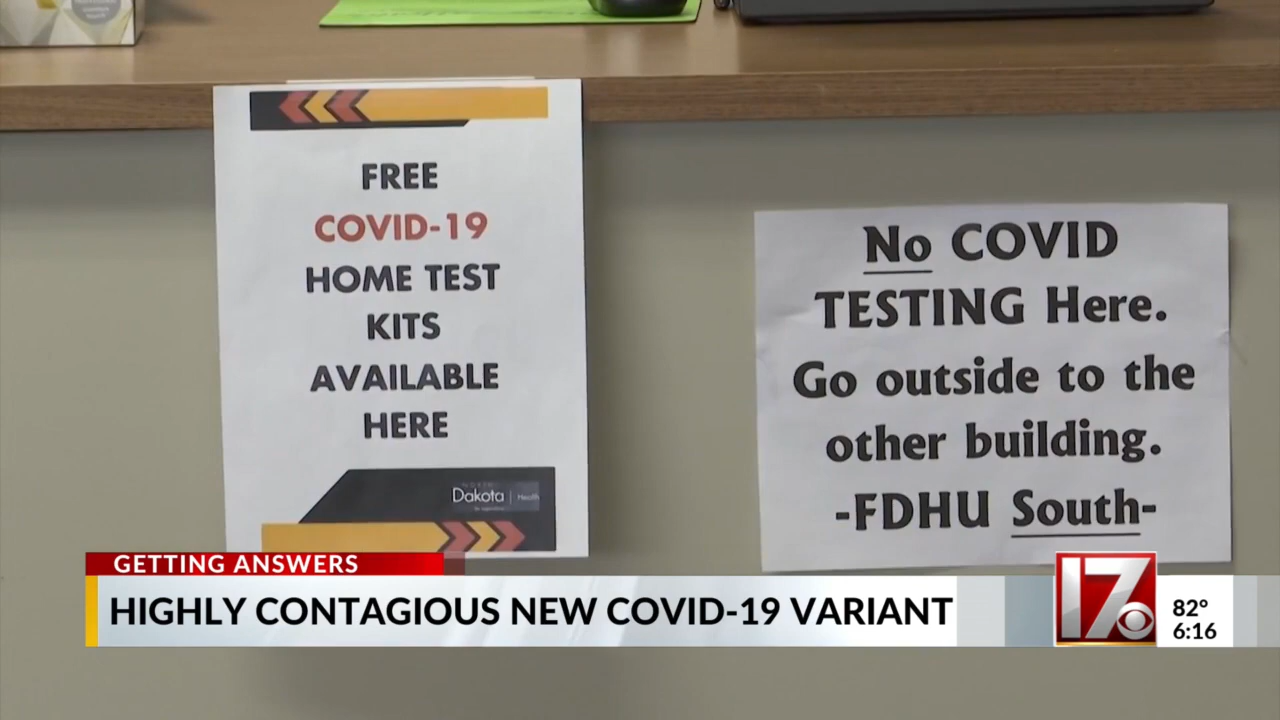 FREE
COVID-19
HOME TEST
KITS
AVAILABLE
HERE
Dakota | Health
No COVID
TESTING Here.
Go outside to the
other building.
-FDHU South-
GETTING ANSWERS
HIGHLY CONTAGIOUS NEW COVID-19 VARIANT
17
82°
6:16